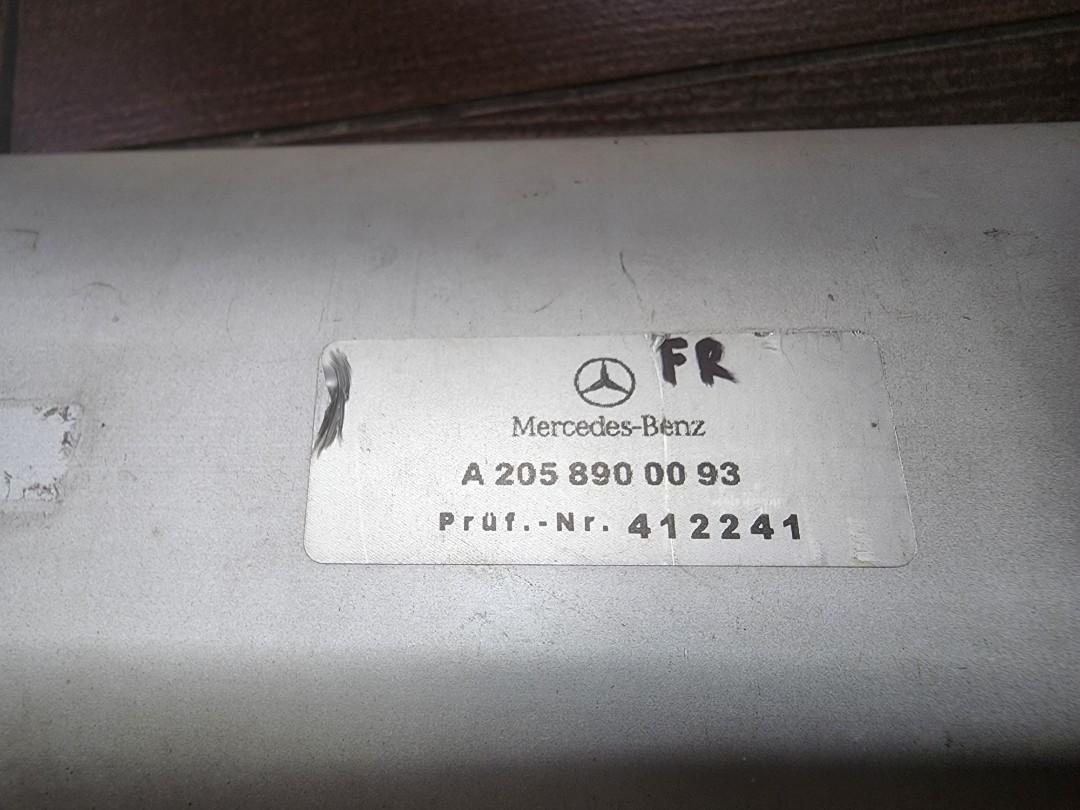 FR
Mercedes-Benz
A 205 890 00 93
Prüf.-Nr. 412241